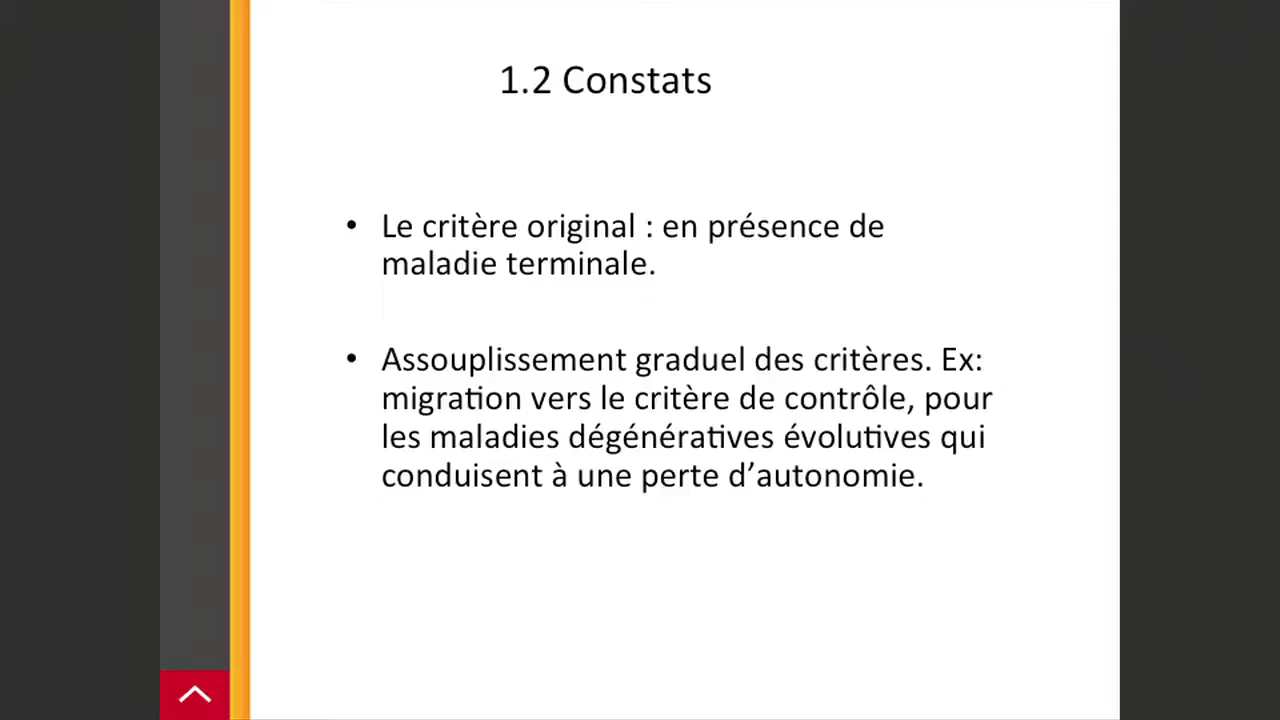 1.2 Constats
• Le critère original : en présence de
maladie terminale.
• Assouplissement graduel des critères. Ex:
migration vers le critère de contrôle, pour
les maladies dégénératives évolutives qui
conduisent à une perte d’autonomie.